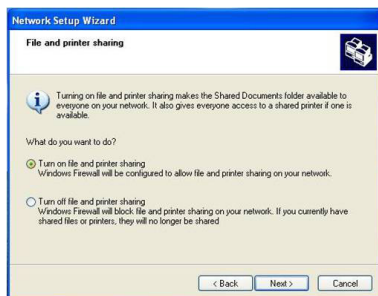 Network Setup Wizard
File and printer sharing
Turning on file and printer sharing makes the Shared Documents folder available to
everyone on your network. It also gives everyone access to a shared printer if one is
available.
What do you want to do?
Turn on file and printer sharing
Windows Firewall will be configured to allow file and printer sharing on your network.
Turn off file and printer sharing
Windows Firewall will block file and printer sharing on your network. If you currently have
shared files or printers, they will no longer be shared
< Back
Next >
Cancel